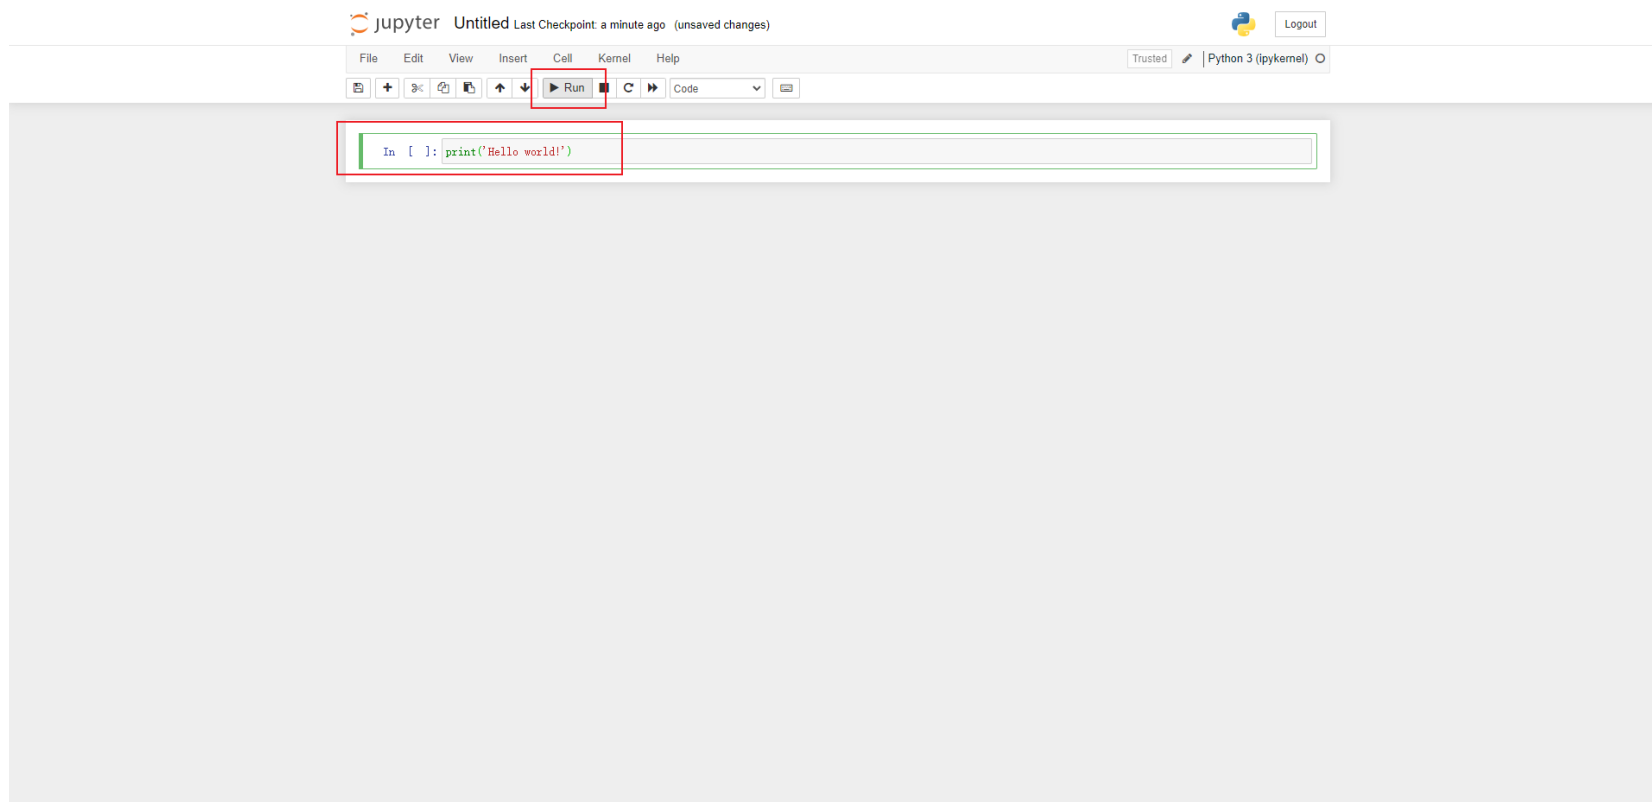 jupyter Untitled Last Checkpoint: a minute ago (unsaved changes) Logout
File Edit View Insert Cell Kernel Help Trusted Python 3 (ipykernel)
Run Code
In [ ]: print('Hello world!')